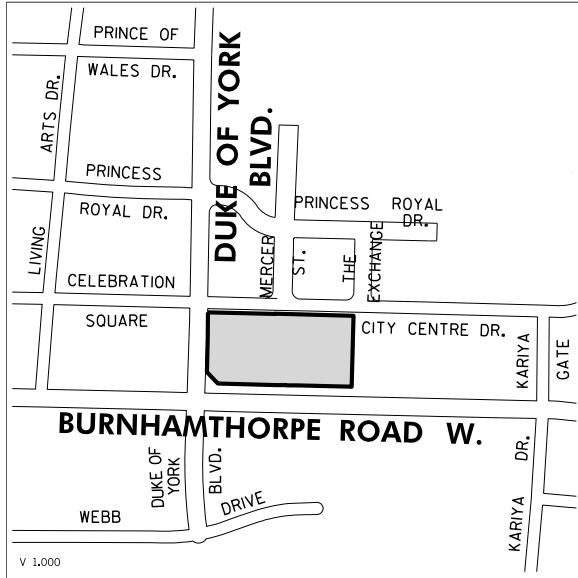 PRINCE OF
WALES DR.
ARTS DR.
DUKE OF YORK
BLVD.
PRINCESS
ROYAL DR.
PRINCESS ROYAL
DR.
LIVING
MERCER
ST.
THE
EXCHANGE
CELEBRATION
SQUARE
CITY CENTRE DR.
KARIYA
GATE
BURNHAMTHORPE ROAD W.
DUKE OF
YORK
BLVD.
KARIYA
DR.
WEBB
DRIVE
V 1.000